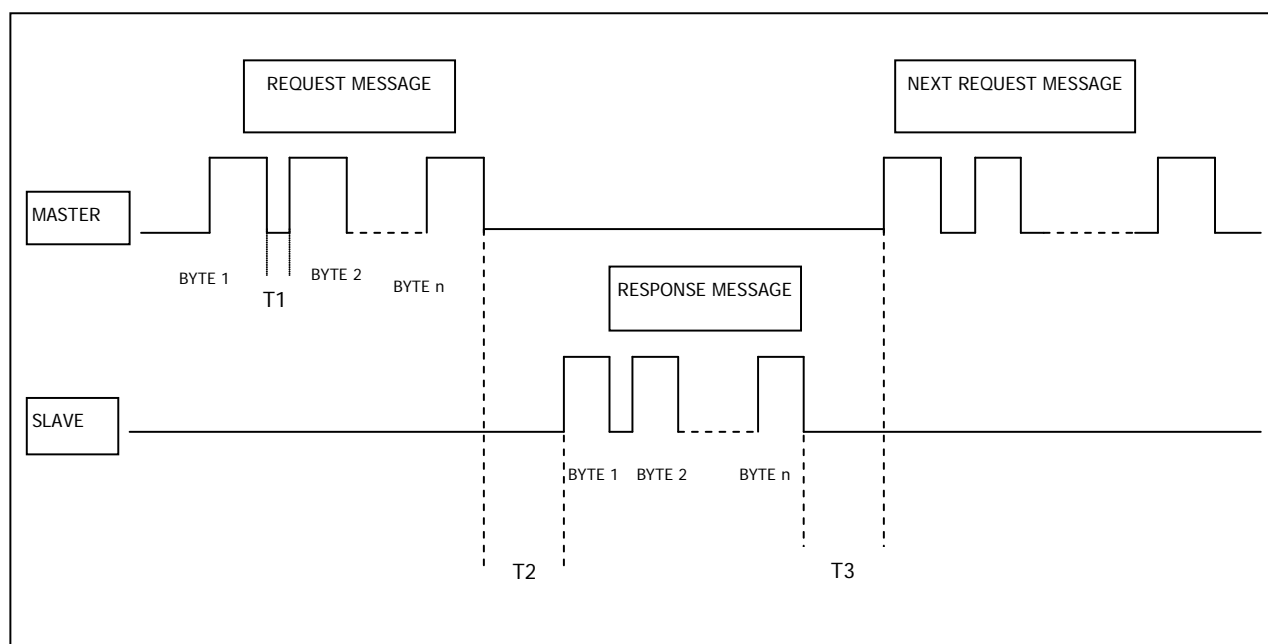 REQUEST MESSAGE
NEXT REQUEST MESSAGE
MASTER
BYTE 1
T1
BYTE 2
BYTE n
RESPONSE MESSAGE
SLAVE
BYTE 1
BYTE 2
BYTE n
T2
T3